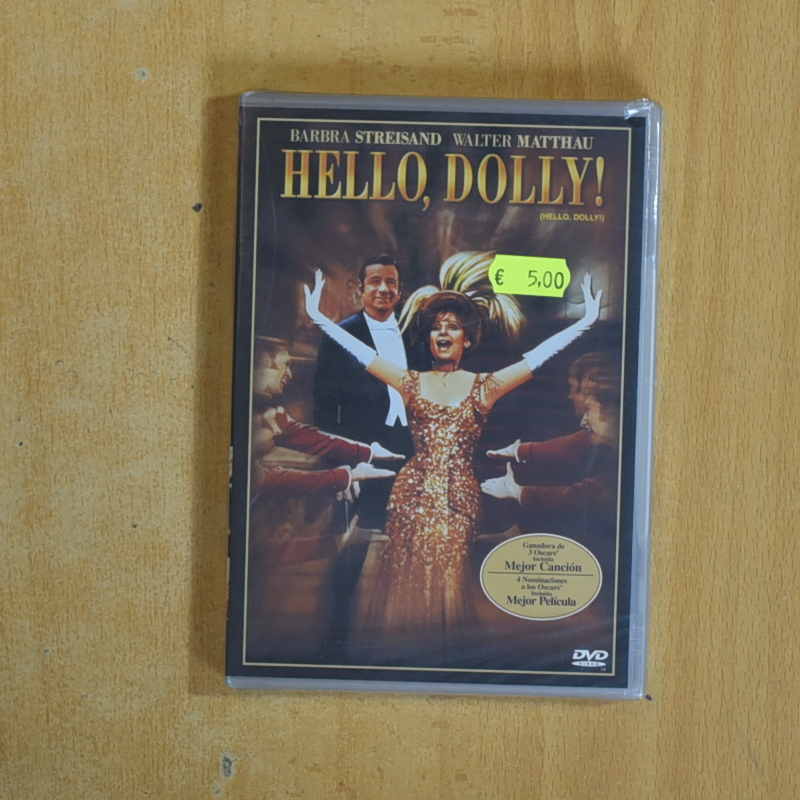 BARBRA STREISAND WALTER MATTHAU
HELLO, DOLLY!
(HELLO, DOLLY!)
€ 5,00
Ganadora de
3 Oscars®
Incluida
Mejor Canción
4 Nominaciones
a los Oscars®
Incluida
Mejor Película
DVD
VIDEO